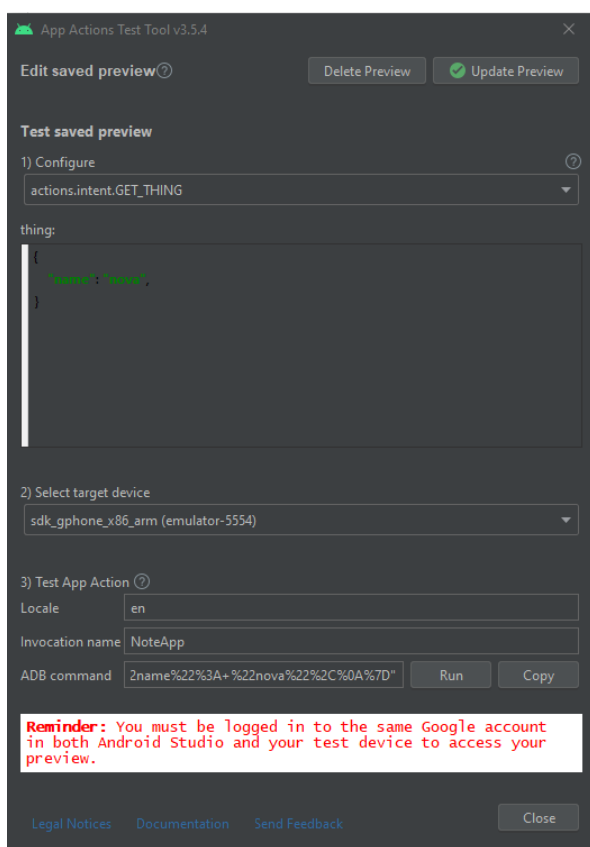 App Actions Test Tool v3.5.4
Edit saved preview
Delete Preview
Update Preview
Test saved preview
1) Configure
actions.intent.GET_THING
thing:
{
"name": "nova",
}
2) Select target device
sdk_gphone_x86_arm (emulator-5554)
3) Test App Action
Locale en
Invocation name NoteApp
ADB command 2name%22%3A+%22nova%22%2C%0A%7D" Run Copy
Reminder: You must be logged in to the same Google account
in both Android Studio and your test device to access your
preview.
Legal Notices Documentation Send Feedback Close